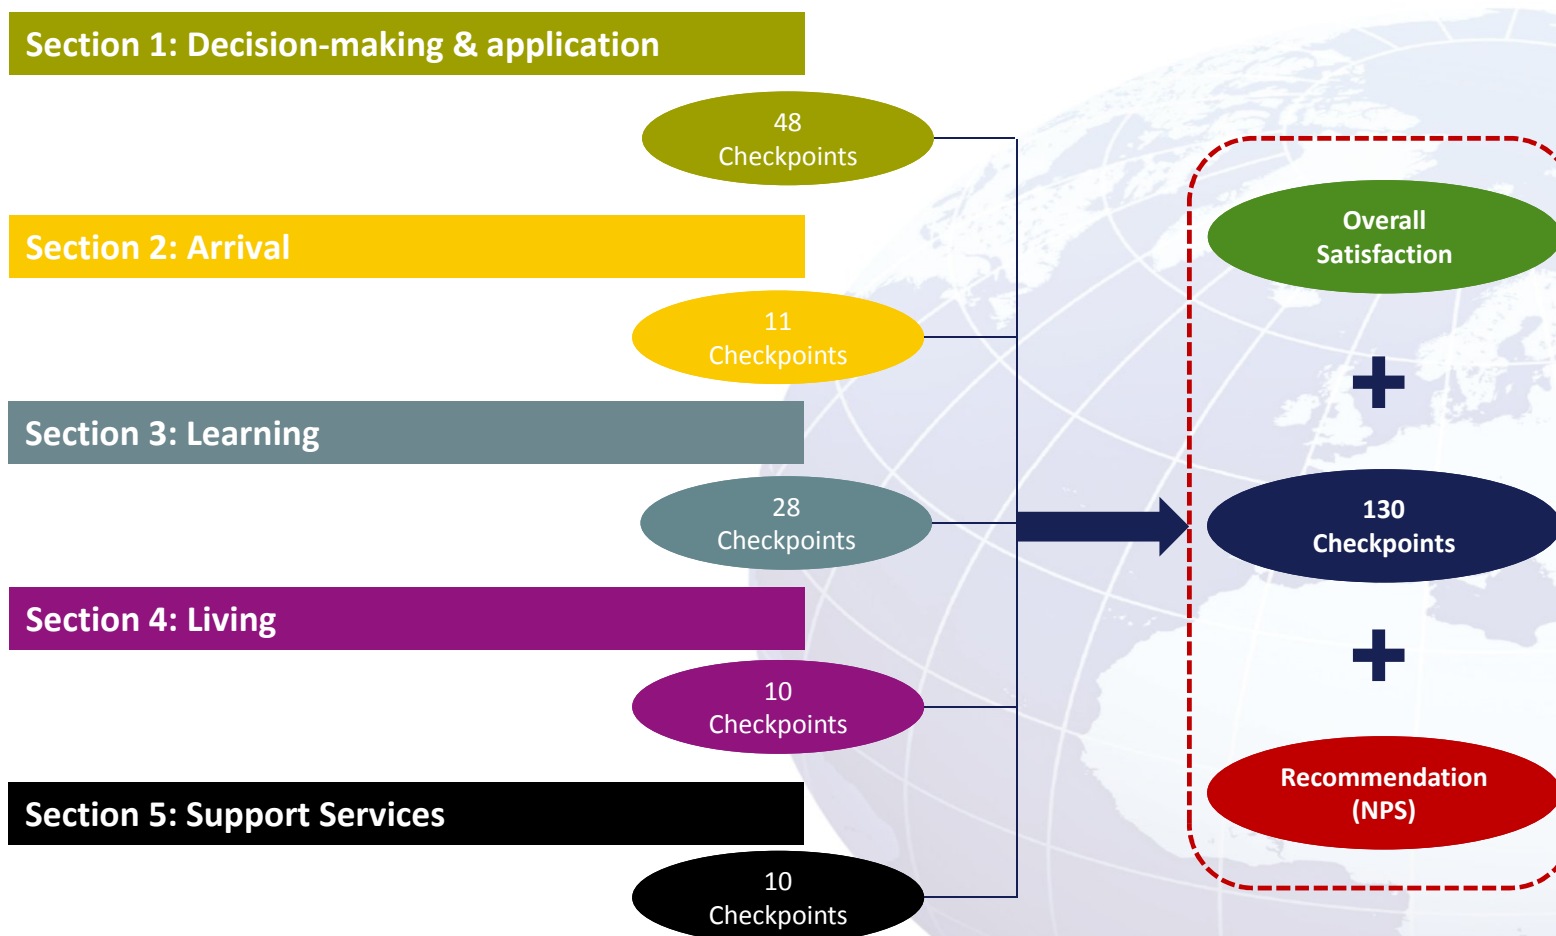 Section 1: Decision-making & application
48
Checkpoints
Section 2: Arrival
11
Checkpoints
Section 3: Learning
28
Checkpoints
Section 4: Living
10
Checkpoints
Section 5: Support Services
10
Checkpoints
Overall
Satisfaction
+
130
Checkpoints
+
Recommendation
(NPS)